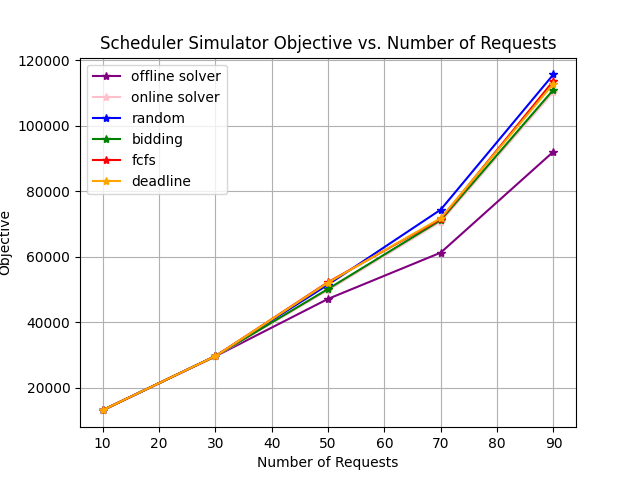 Scheduler Simulator Objective vs. Number of Requests
120000
100000
80000
60000
40000
20000
Objective
offline solver
online solver
random
bidding
fcfs
deadline
10
20
30
40
50
60
70
80
90
Number of Requests